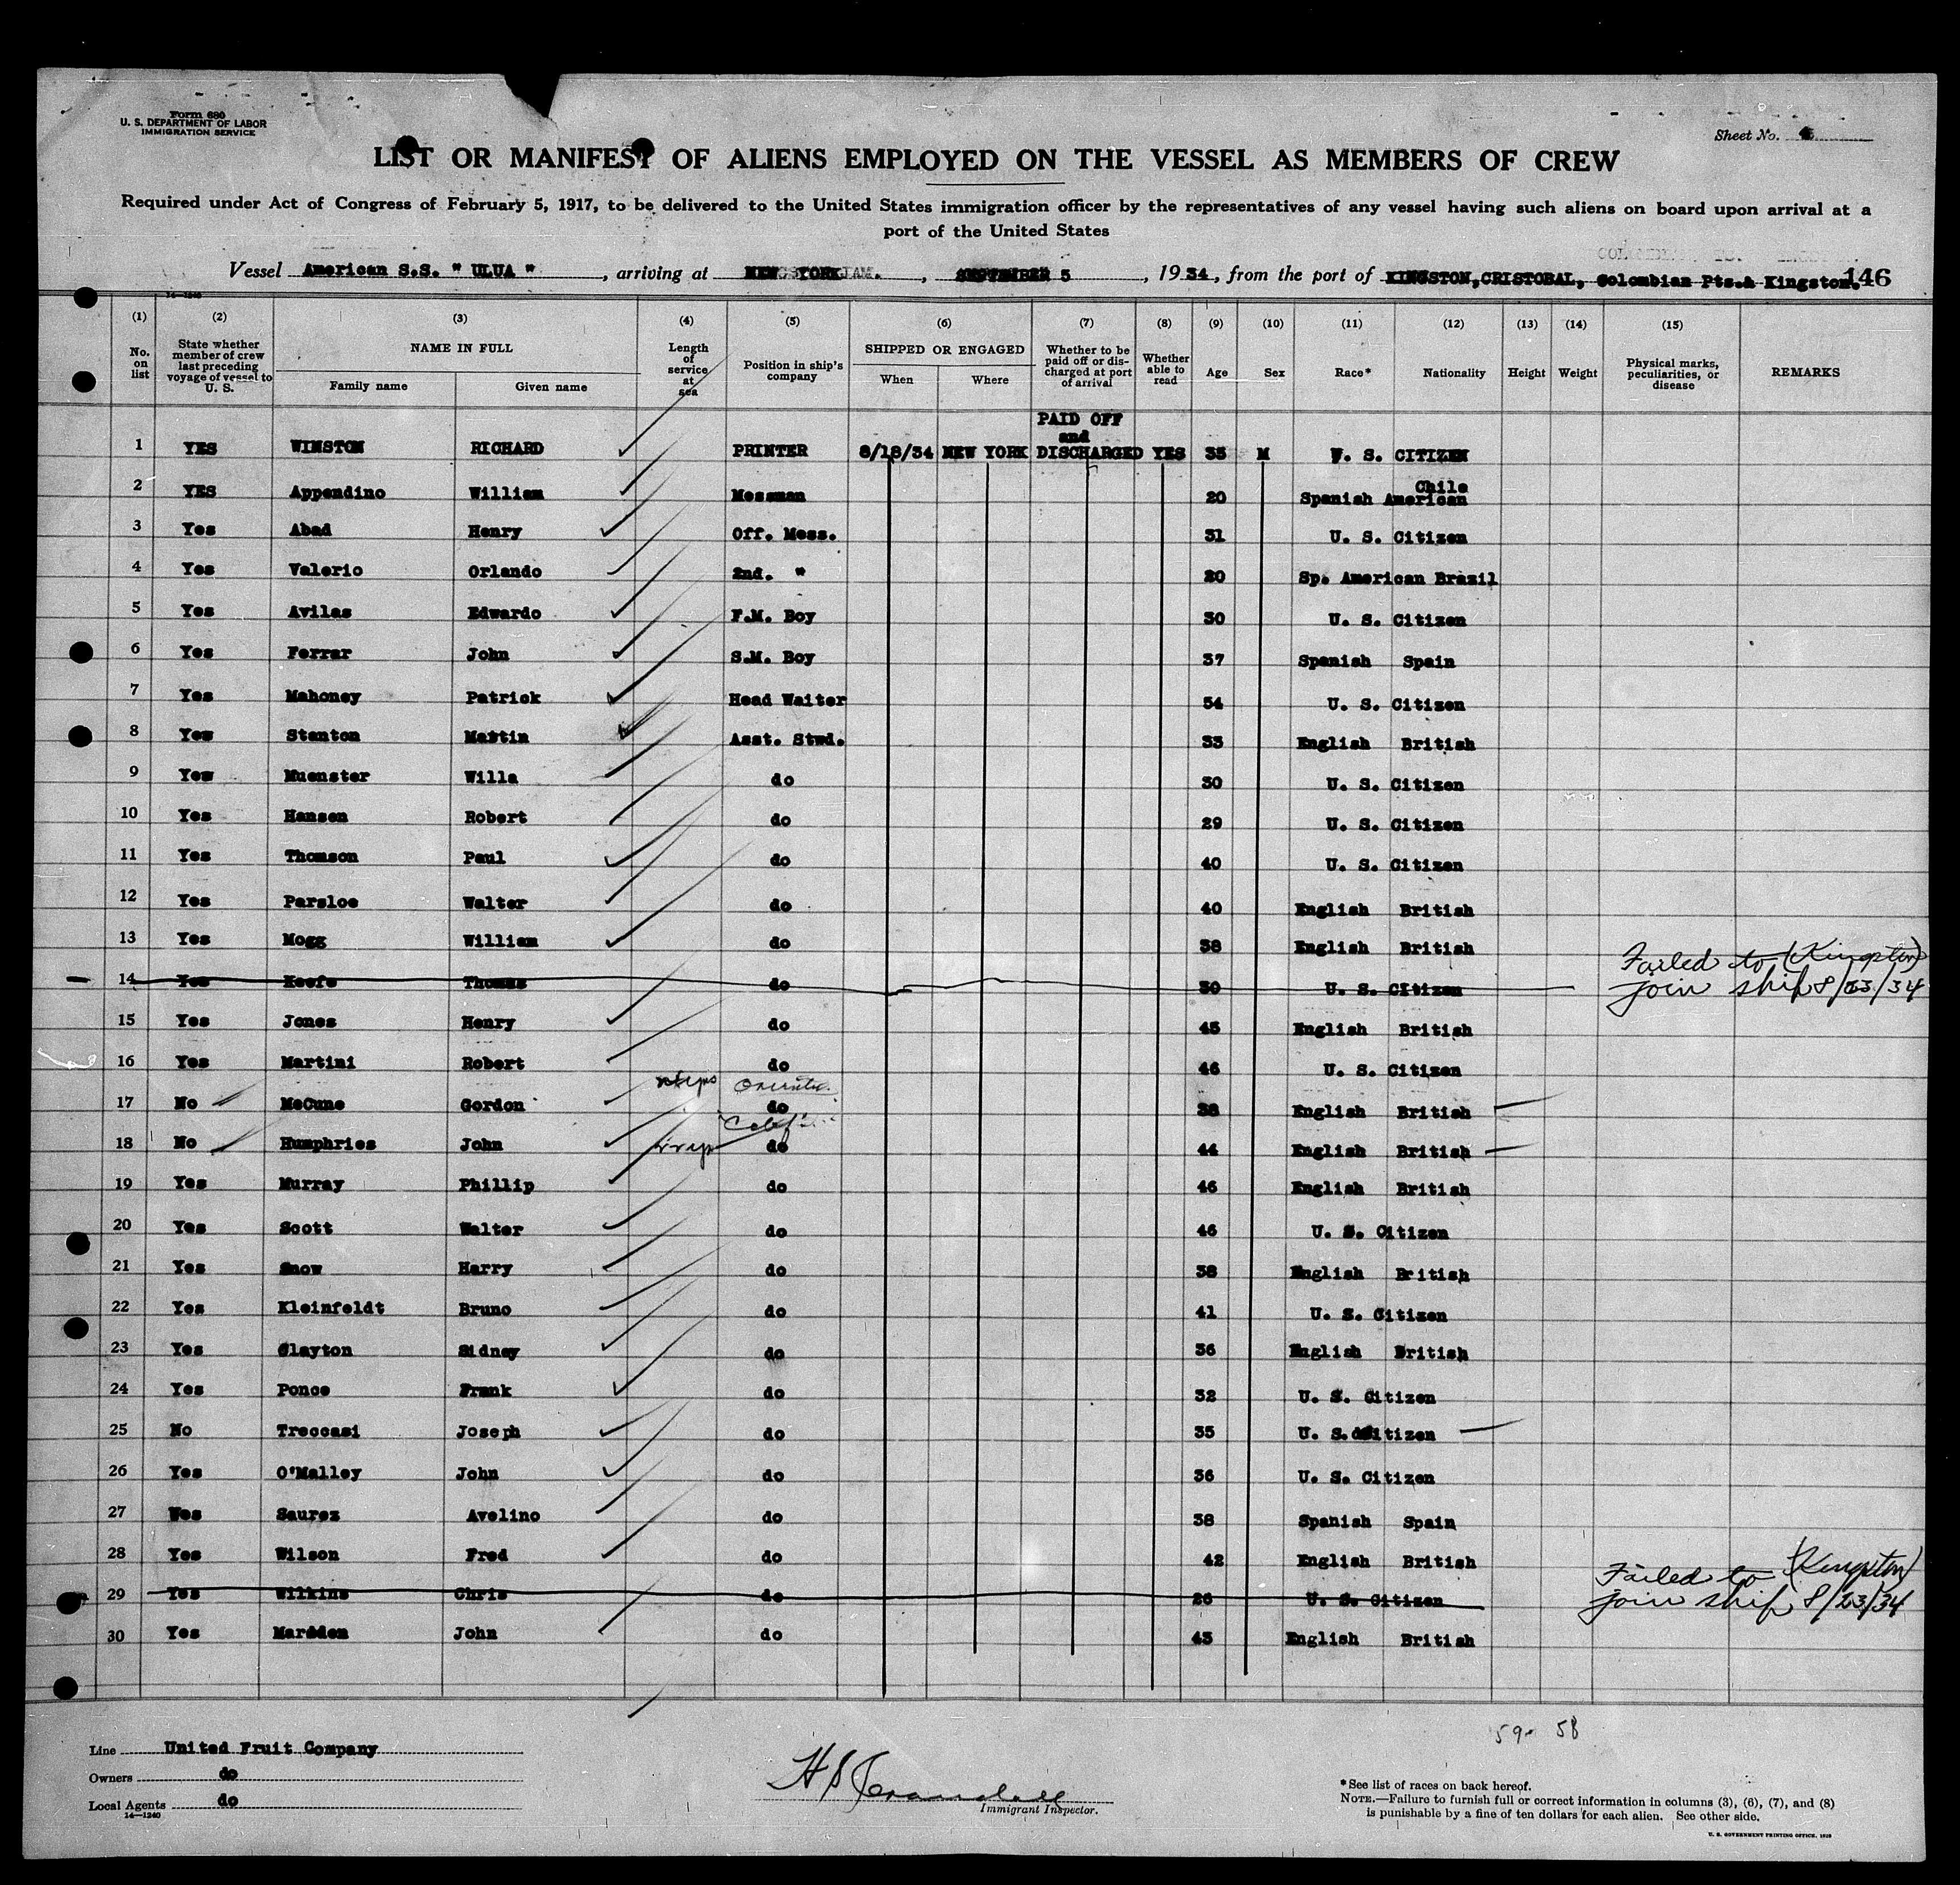 Form 680
U. S. DEPARTMENT OF LABOR
IMMIGRATION SERVICE
Sheet No.
LIST OR MANIFEST OF ALIENS EMPLOYED ON THE VESSEL AS MEMBERS OF CREW
Required under Act of Congress of February 5, 1917, to be delivered to the United States immigration officer by the representatives of any vessel having such aliens on board upon arrival at a
port of the United States
Vessel American S.S. " ULUA ", arriving at NEW YORK, SEPTEMBER 5, 1934, from the port of KINGSTON, CRISTOBAL, Colombian Pts.& Kingston. 146
14-1240
(1) (2) (3) (4) (5) (6) (7) (8) (9) (10) (11) (12) (13) (14) (15)
No. on list State whether member of crew last preceding voyage of vessel to U. S. NAME IN FULL Family name Given name Length of service at sea Position in ship's company SHIPPED OR ENGAGED When Where Whether to be paid off or discharged at port of arrival Whether able to read Age Sex Race* Nationality Height Weight Physical marks, peculiarities, or disease REMARKS
PAID OFF
and
1 YES WINSTON RICHARD PRINTER 8/18/34 NEW YORK DISCHARGED YES 35 M U. S. CITIZEN
2 YES Appendino William Messman 20 Spanish American Chile
3 Yes Abad Henry Off. Mess. 31 U. S. Citizen
4 Yes Valerio Orlando 2nd. " 20 Sp. American Brazil
5 Yes Avilas Edwardo F.M. Boy 30 U. S. Citizen
6 Yes Ferrar John S.M. Boy 37 Spanish Spain
7 Yes Mahoney Patrick Head Waiter 54 U. S. Citizen
8 Yes Stanton Martin Asst. Stwd. 33 English British
9 Yes Muenster Willa do 30 U. S. Citizen
10 Yes Hansen Robert do 29 U. S. Citizen
11 Yes Thomson Paul do 40 U. S. Citizen
12 Yes Parsloe Walter do 40 English British
13 Yes Mogg William do 38 English British
14 Yes Keefe Thomas do 30 U. S. Citizen Failed to (Kingston)
join ship 8/23/34
15 Yes Jones Henry do 45 English British
16 Yes Martini Robert do 46 U. S. Citizen
17 No McCune Gordon do 38 English British
18 No Humphries John do 44 English British
19 Yes Murray Phillip do 46 English British
20 Yes Scott Walter do 46 U. S. Citizen
21 Yes Snow Harry do 38 English British
22 Yes Kleinfeldt Bruno do 41 U. S. Citizen
23 Yes Clayton Sidney do 36 English British
24 Yes Ponce Frank do 32 U. S. Citizen
25 No Treccasi Joseph do 35 U. S. Citizen
26 Yes O'Malley John do 36 U. S. Citizen
27 Yes Saurez Avelino do 38 Spanish Spain
28 Yes Wilson Fred do 42 English British
29 Yes Wilkins Chris do 26 U. S. Citizen Failed to (Kingston)
join ship 8/23/34
30 Yes Marsden John do 43 English British
59- 58
Line United Fruit Company
Owners do
Local Agents do
14-1240
Immigrant Inspector.
*See list of races on back hereof.
NOTE.—Failure to furnish full or correct information in columns (3), (6), (7), and (8)
is punishable by a fine of ten dollars for each alien. See other side.
U. S. GOVERNMENT PRINTING OFFICE.